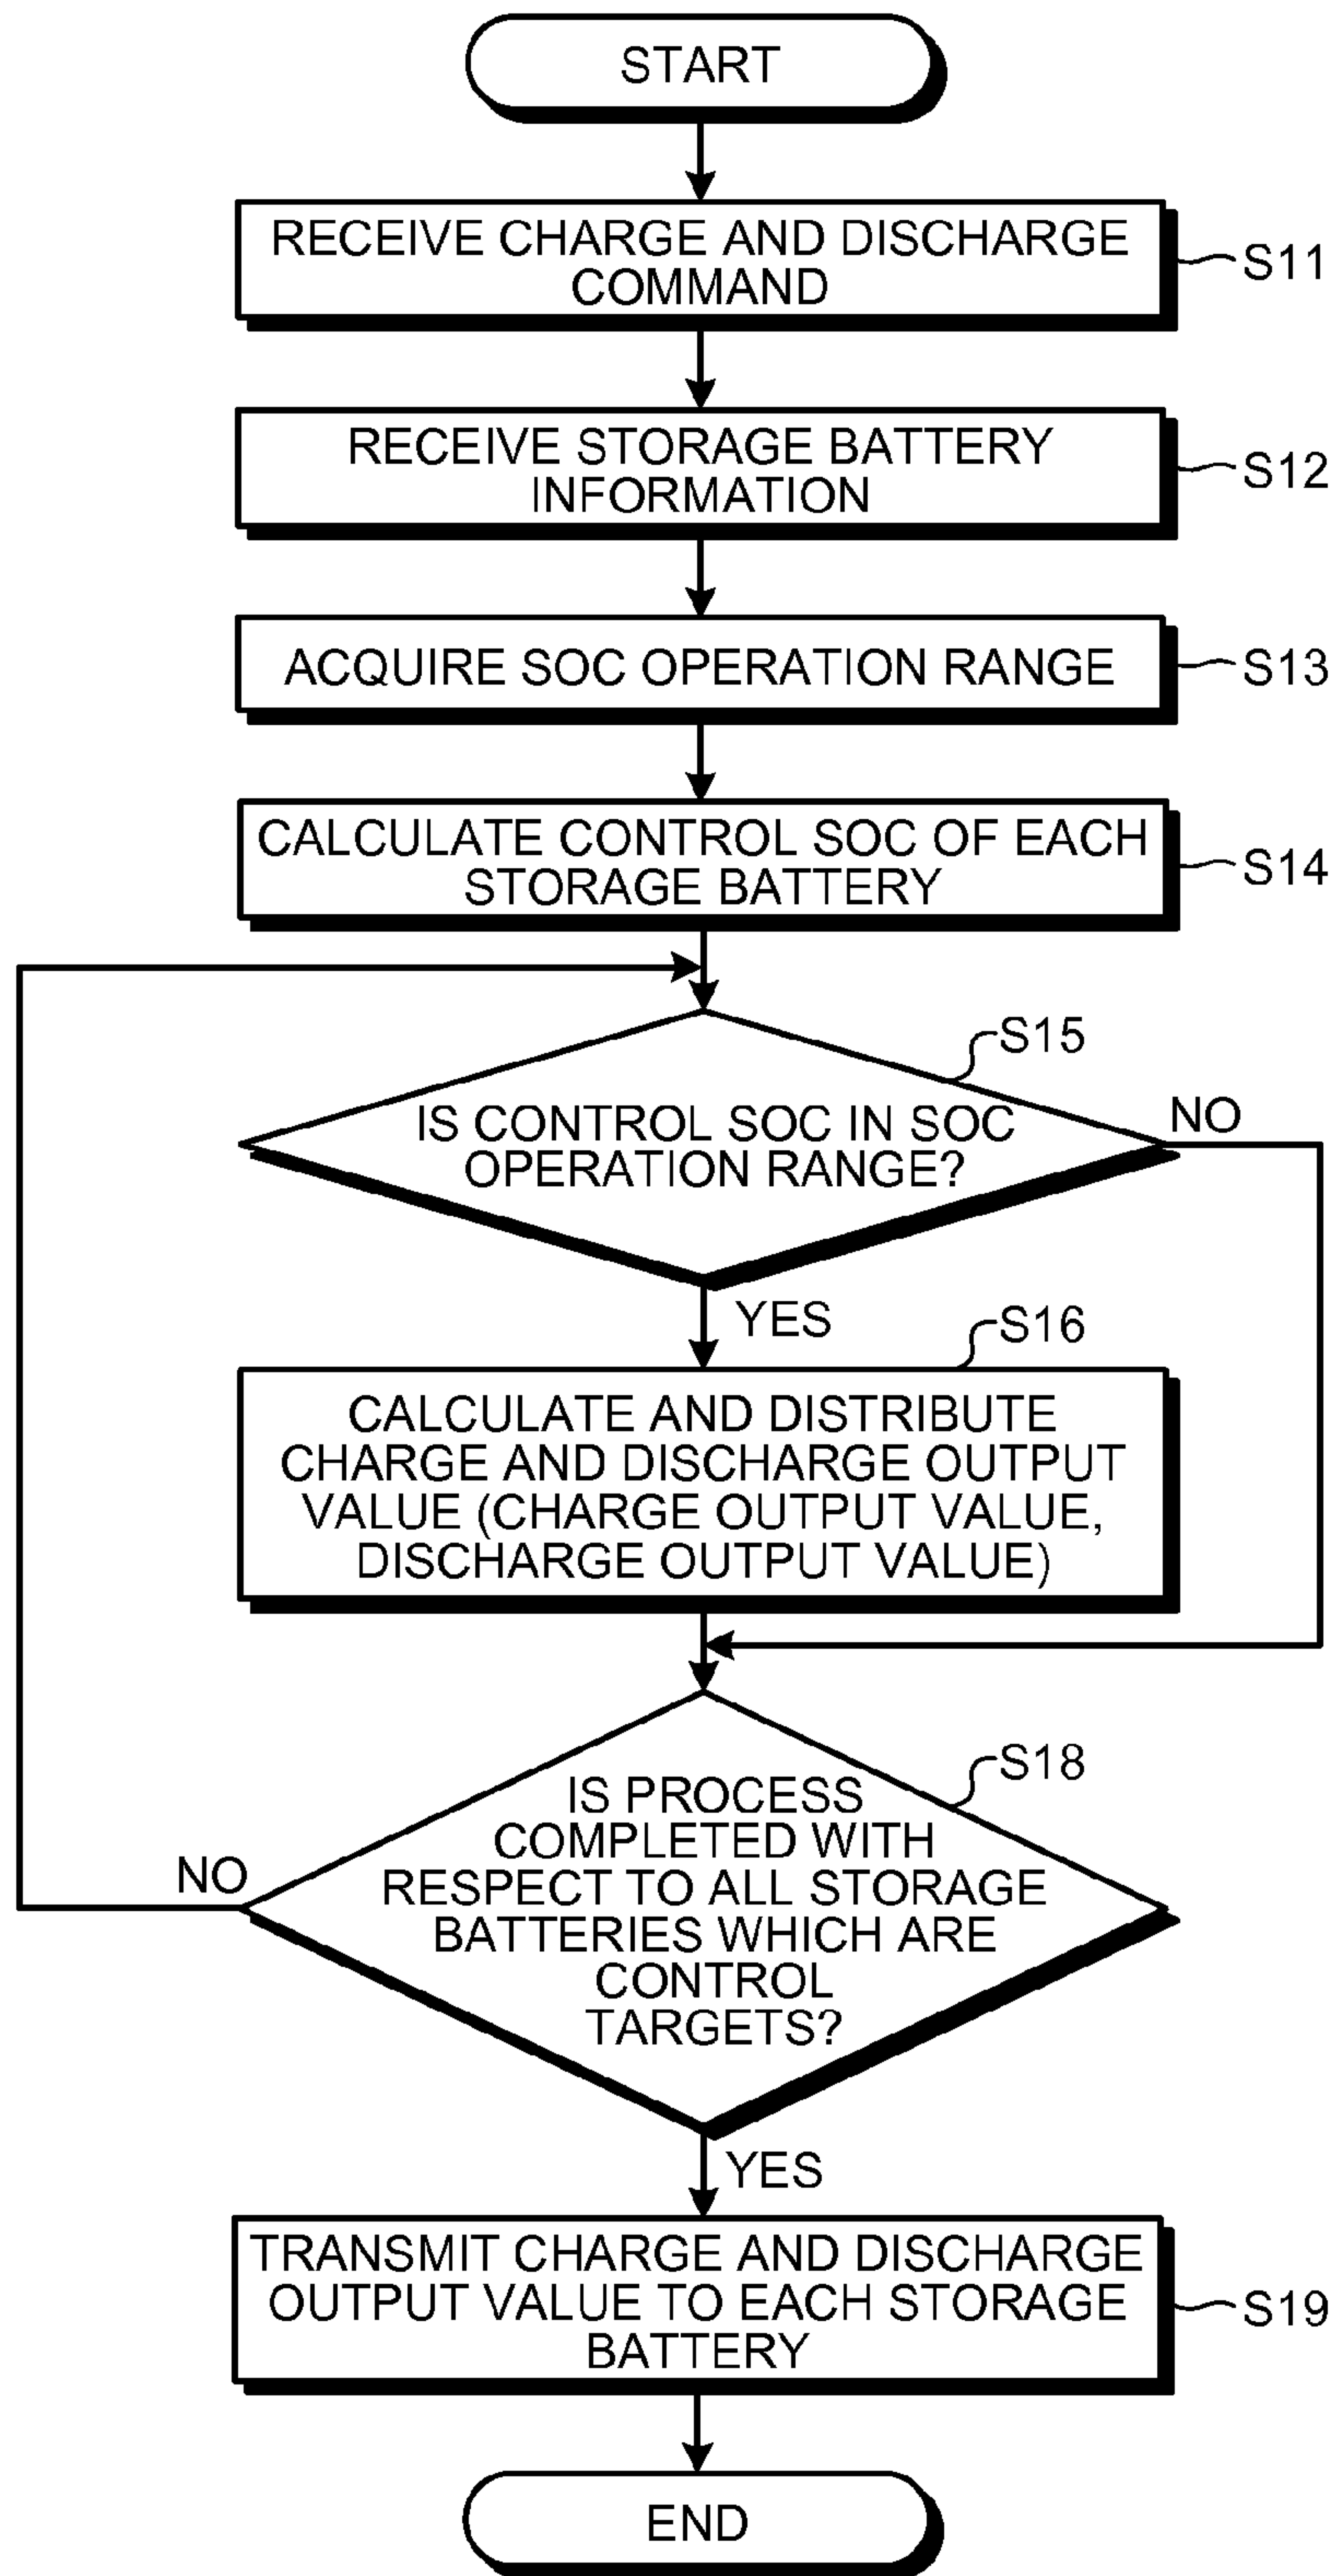 START
RECEIVE CHARGE AND DISCHARGE
COMMAND
S11
RECEIVE STORAGE BATTERY
INFORMATION
S12
ACQUIRE SOC OPERATION RANGE
S13
CALCULATE CONTROL SOC OF EACH
STORAGE BATTERY
S14
S15
IS CONTROL SOC IN SOC
OPERATION RANGE?
NO
YES
S16
CALCULATE AND DISTRIBUTE
CHARGE AND DISCHARGE OUTPUT
VALUE (CHARGE OUTPUT VALUE,
DISCHARGE OUTPUT VALUE)
S18
IS PROCESS
COMPLETED WITH
RESPECT TO ALL STORAGE
BATTERIES WHICH ARE
CONTROL
TARGETS?
NO
YES
TRANSMIT CHARGE AND DISCHARGE
OUTPUT VALUE TO EACH STORAGE
BATTERY
S19
END